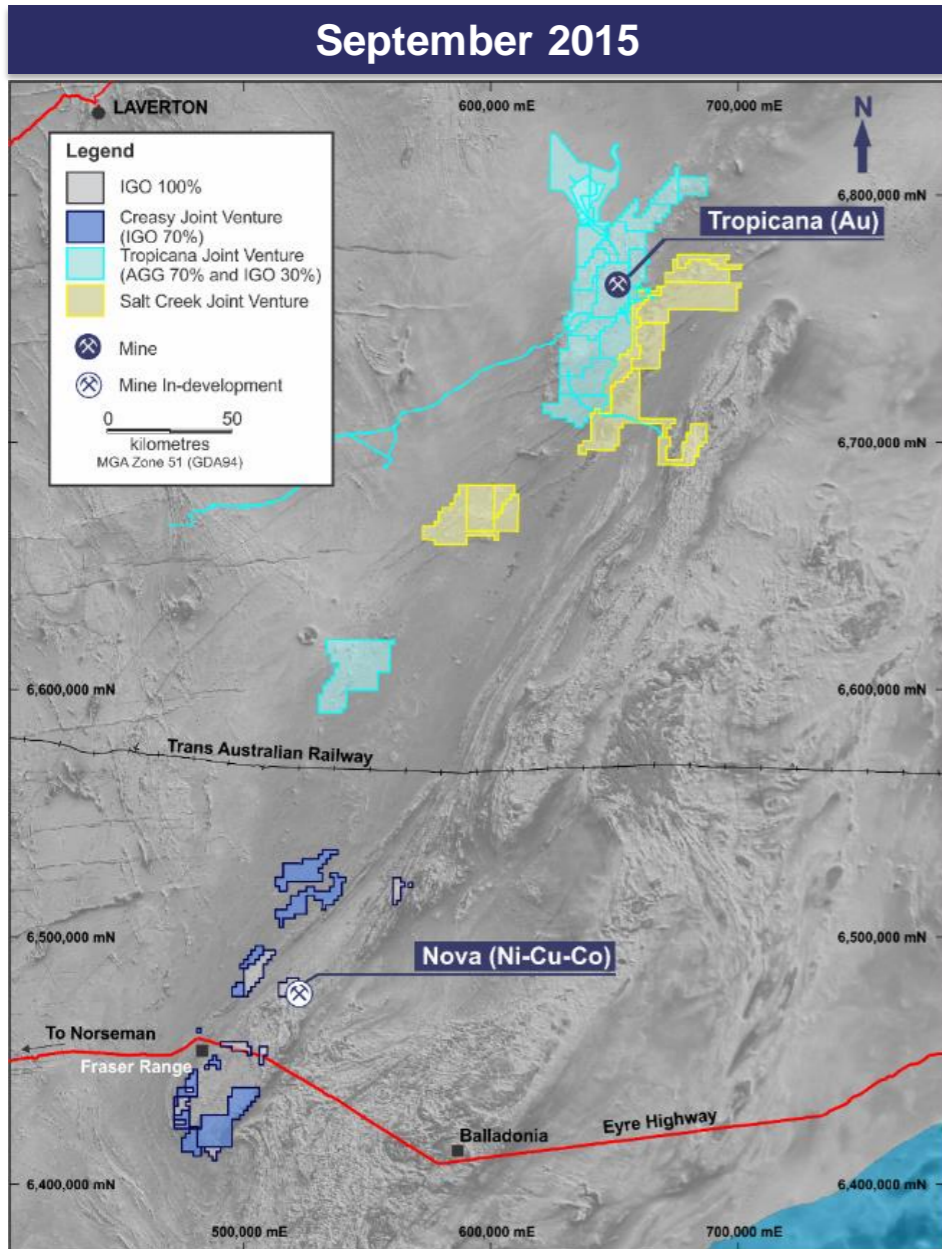 September 2015
LAVERTON
600,000 mE
700,000 mE
N
Legend
IGO 100%
Creasy Joint Venture
(IGO 70%)
Tropicana Joint Venture
(AGG 70% and IGO 30%)
Salt Creek Joint Venture
Mine
Mine In-development
0 50
kilometres
MGA Zone 51 (GDA94)
6,800,000 mN
Tropicana (Au)
6,700,000 mN
6,600,000 mN
6,600,000 mN
Trans Australian Railway
6,500,000 mN
6,500,000 mN
Nova (Ni-Cu-Co)
To Norseman
Fraser Range
Balladonia
Eyre Highway
6,400,000 mN
6,400,000 mN
500,000 mE
600,000 mE
700,000 mE